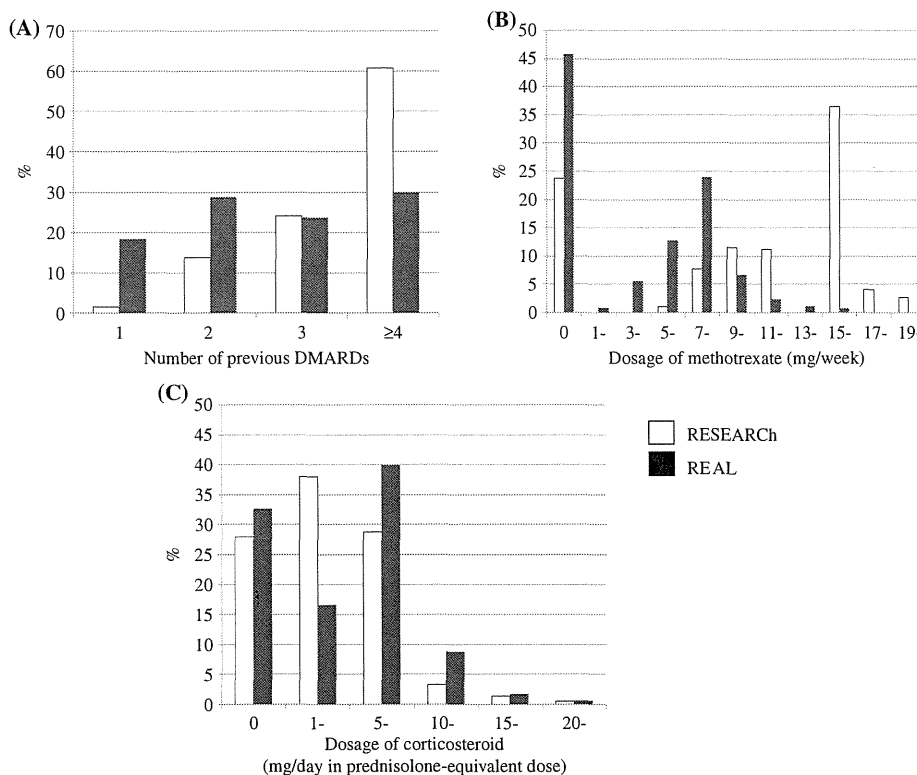 (A)
70
60
50
40
30
20
10
0
%
1 2 3 ≥4
Number of previous DMARDs
(B)
50
45
40
35
30
25
20
15
10
5
0
%
0 1- 3- 5- 7- 9- 11- 13- 15- 17- 19-
Dosage of methotrexate (mg/week)
(C)
50
45
40
35
30
25
20
15
10
5
0
%
0 1- 5- 10- 15- 20-
Dosage of corticosteroid
(mg/day in prednisolone-equivalent dose)
RESEARCh
REAL